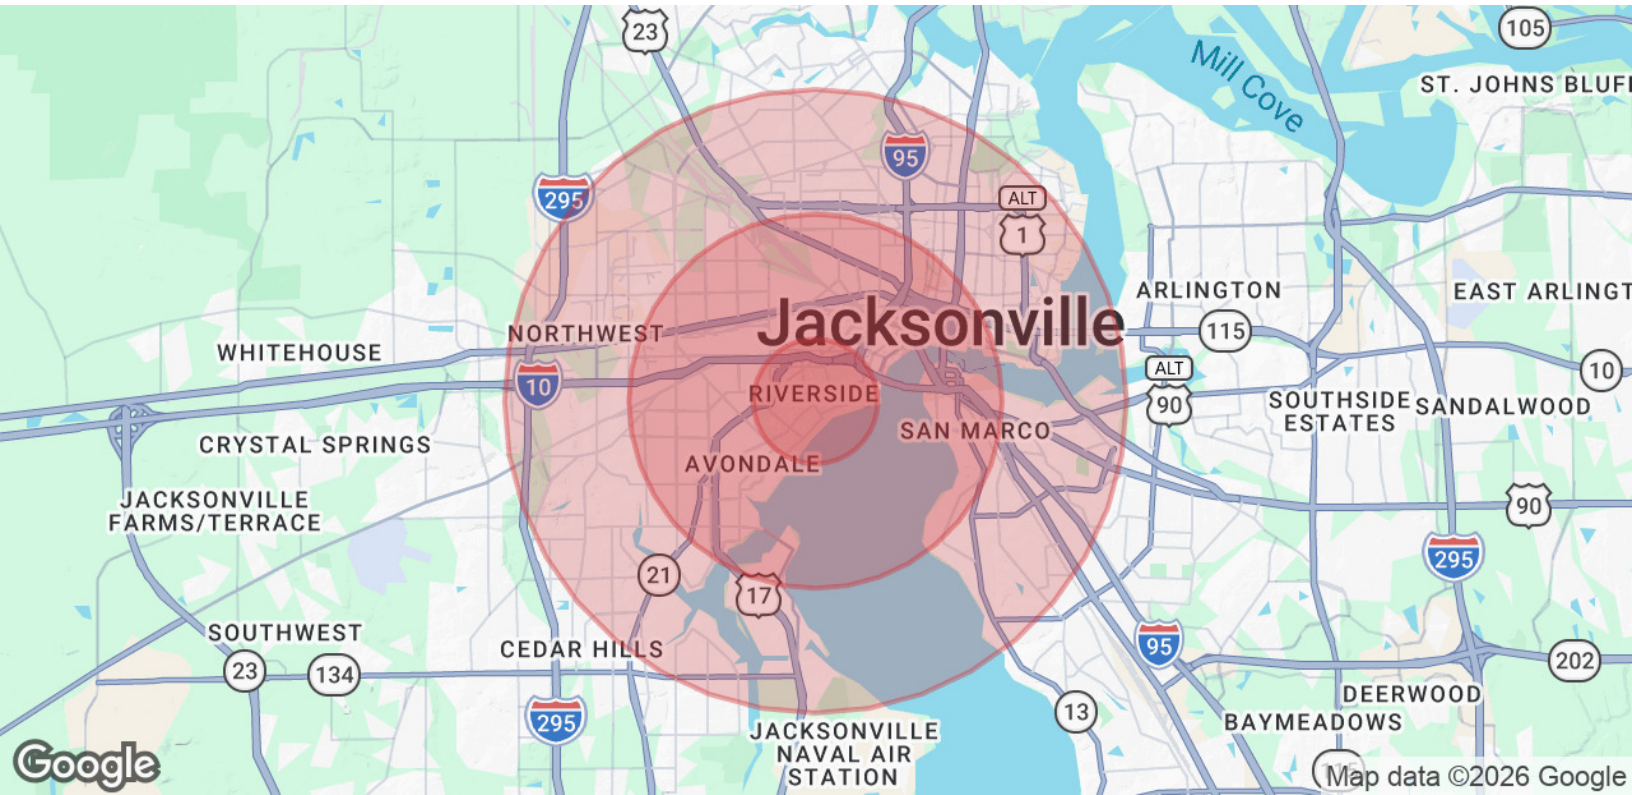 23
105
Mill Cove
ST. JOHNS BLUF
95
295
ALT
1
ARLINGTON
EAST ARLINGT
Jacksonville
115
NORTHWEST
WHITEHOUSE
10
ALT
90
10
RIVERSIDE
SOUTHSIDE
ESTATES
SANDALWOOD
SAN MARCO
CRYSTAL SPRINGS
AVONDALE
JACKSONVILLE
FARMS/TERRACE
90
295
21
17
SOUTHWEST
CEDAR HILLS
95
23
134
202
DEERWOOD
13
BAYMEADOWS
295
JACKSONVILLE
NAVAL AIR
STATION
Google
Map data ©2026 Google